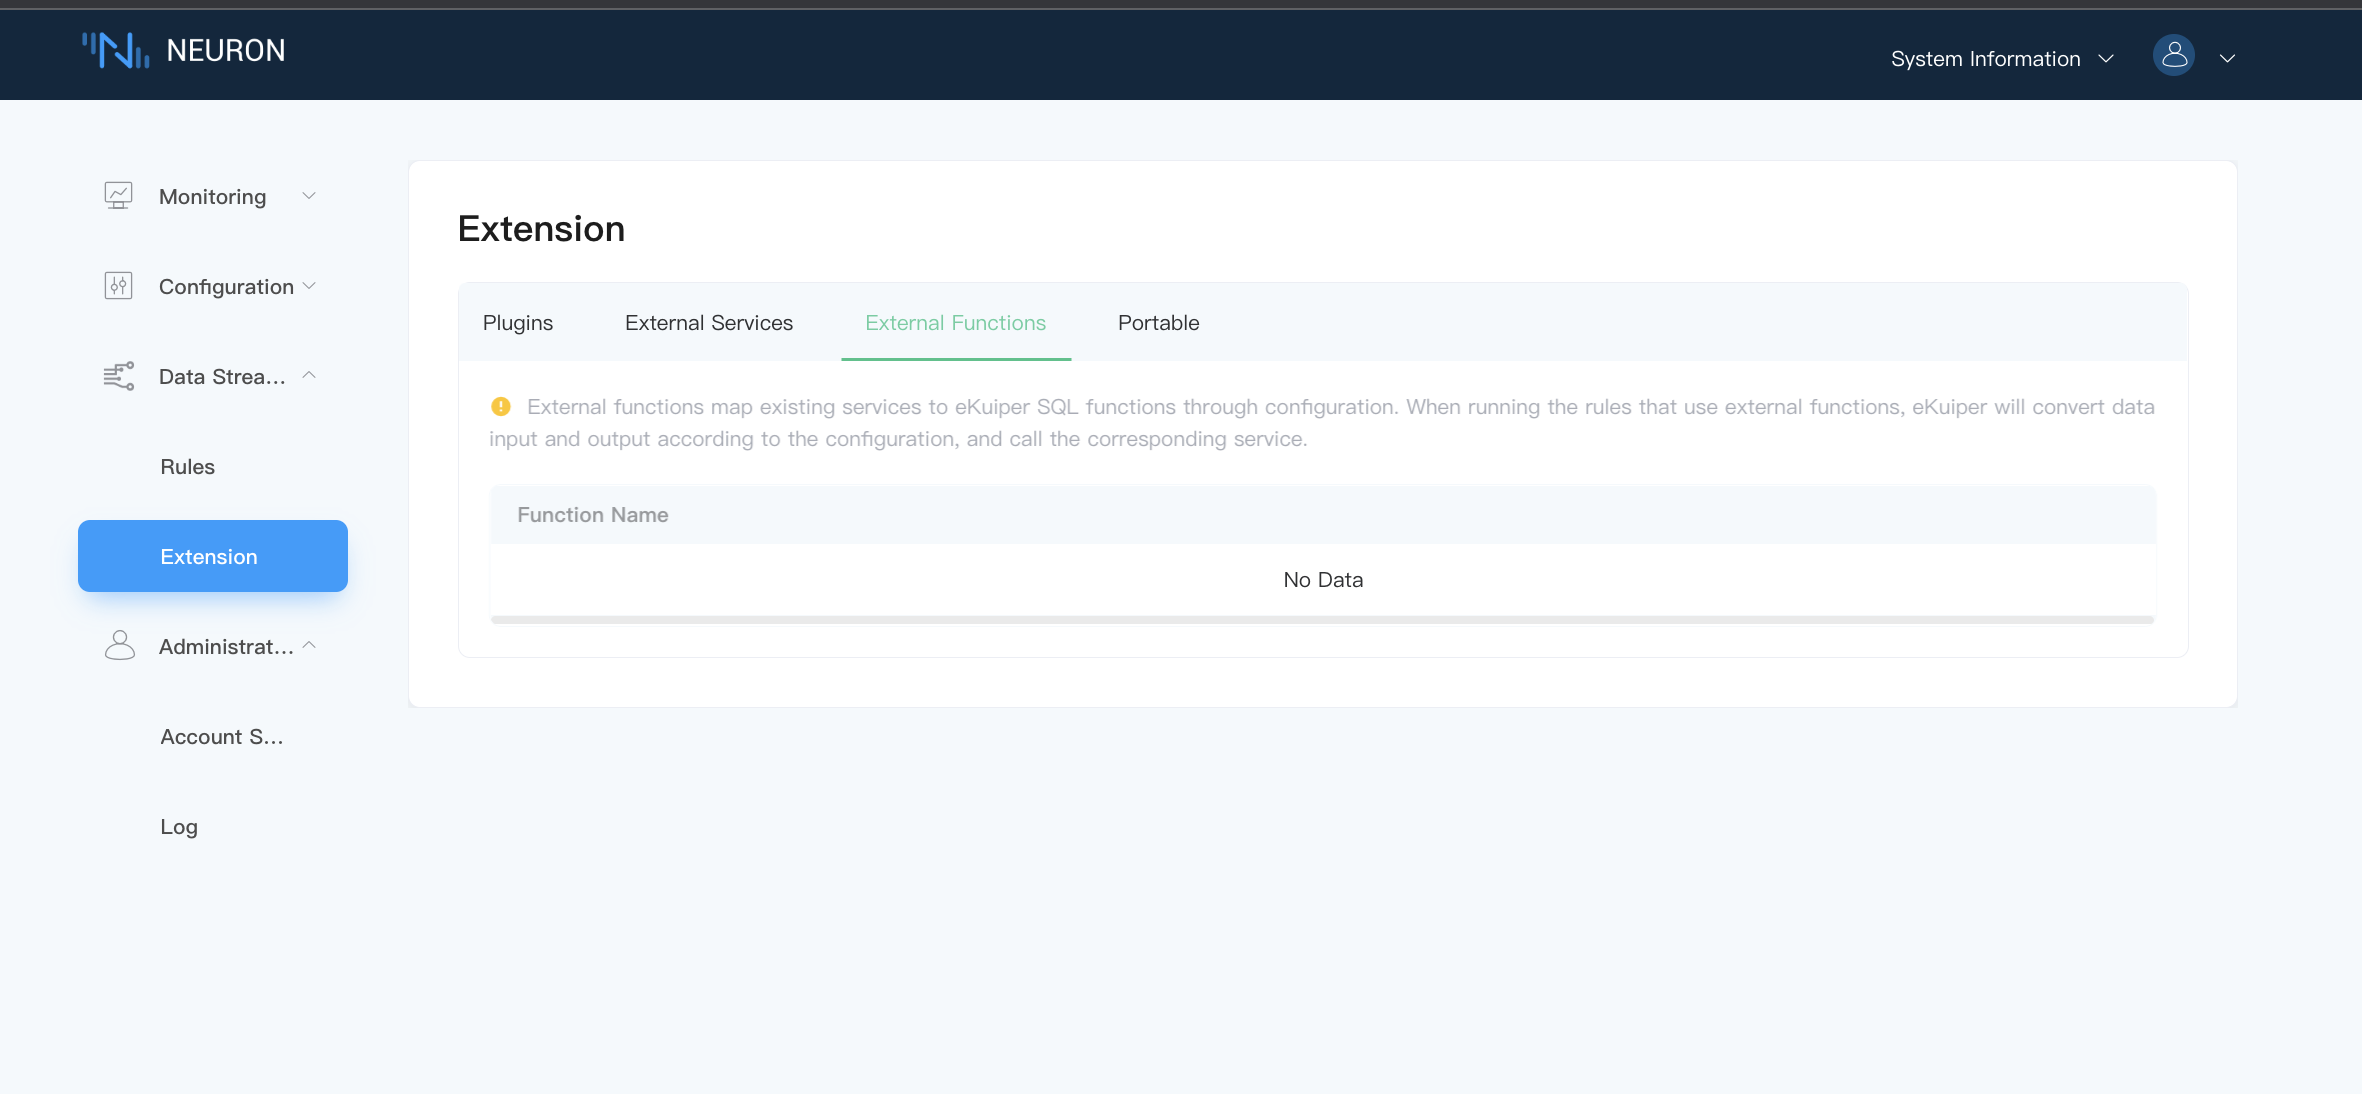 NEURON
System Information
Monitoring
Configuration
Data Strea...
Rules
Extension
Administrat...
Account S...
Log
Extension
Plugins
External Services
External Functions
Portable
External functions map existing services to eKuiper SQL functions through configuration. When running the rules that use external functions, eKuiper will convert data
input and output according to the configuration, and call the corresponding service.
Function Name
No Data